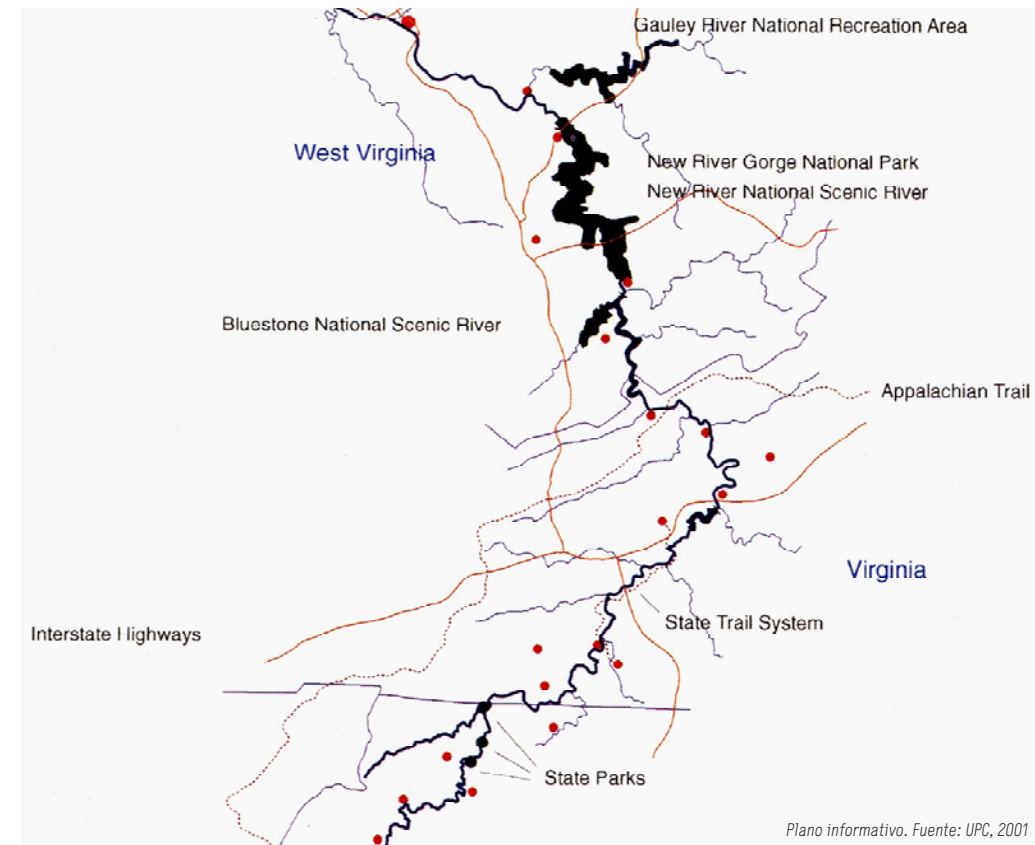 Gauley River National Recreation Area
West Virginia
New River Gorge National Park
New River National Scenic River
Bluestone National Scenic River
Appalachian Trail
Virginia
State Trail System
Interstate Highways
State Parks
Plano informativo. Fuente: UPC, 2001